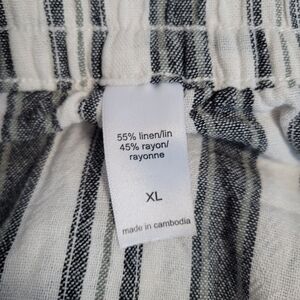 55% linen/lin
45% rayon/
rayonne
XL
made in cambodia